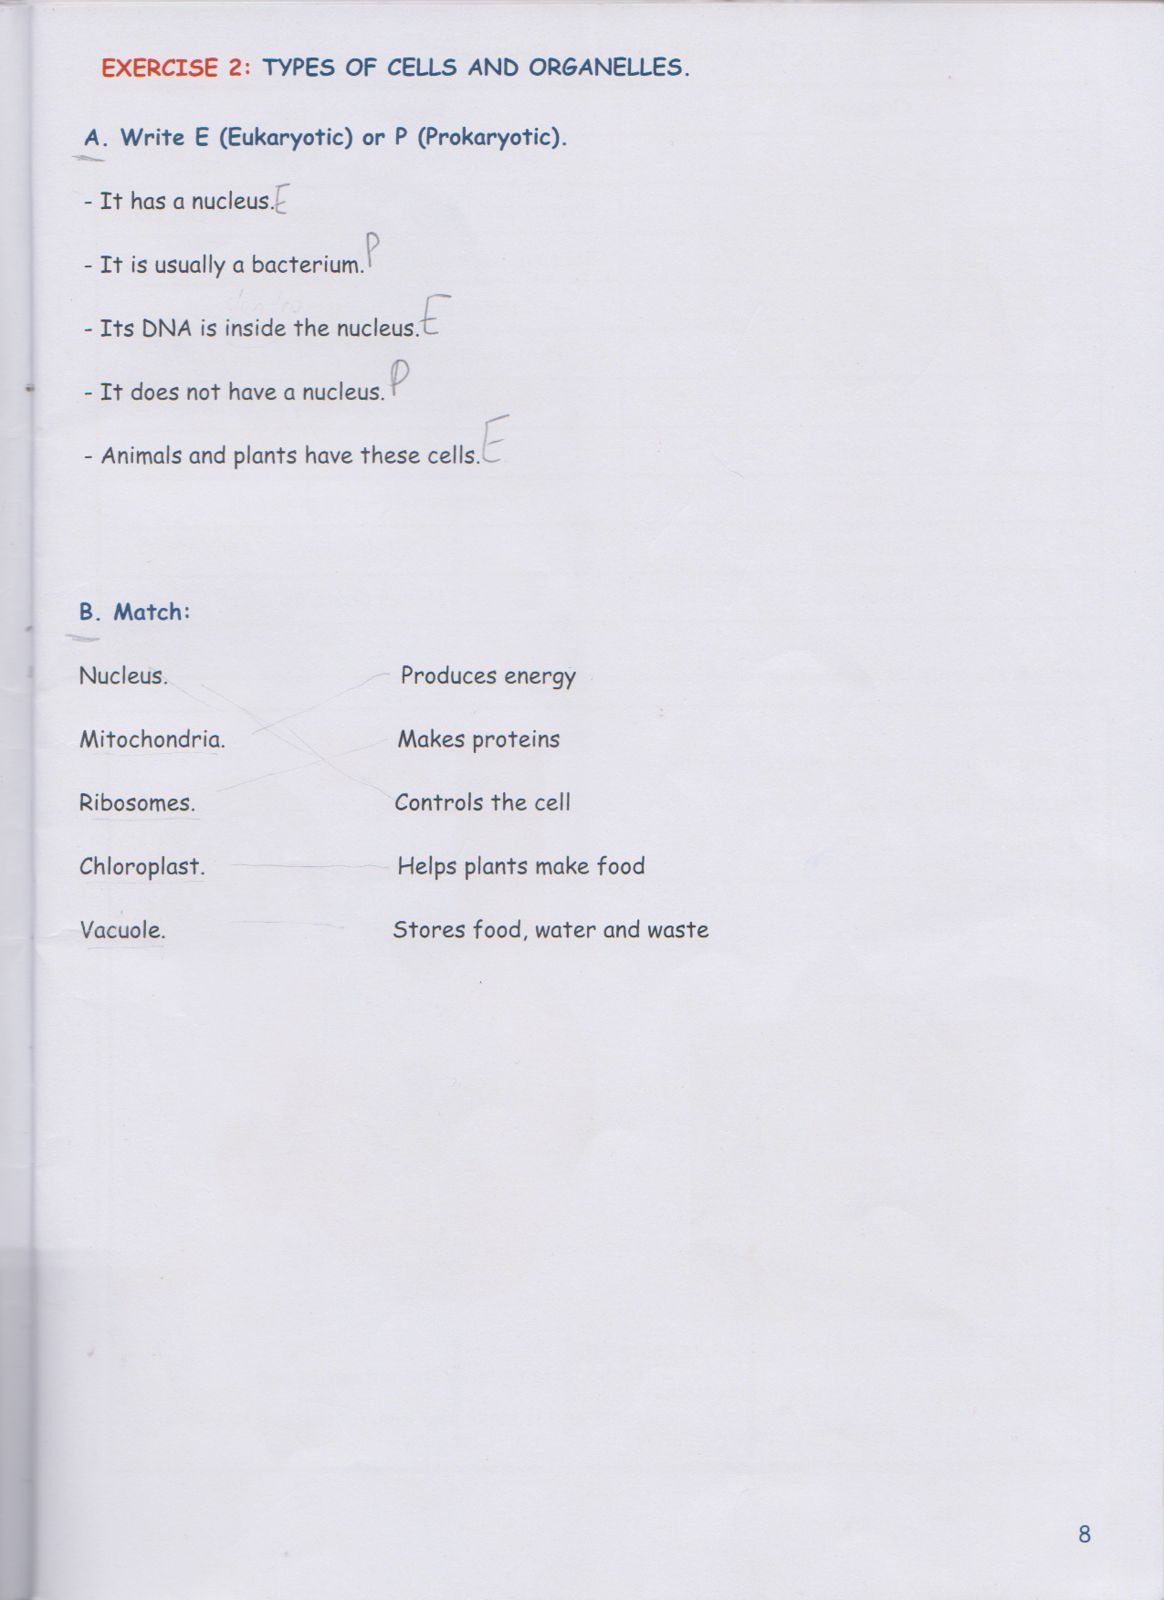 EXERCISE 2: TYPES OF CELLS AND ORGANELLES.
A. Write E (Eukaryotic) or P (Prokaryotic).
- It has a nucleus. E
- It is usually a bacterium. P
- Its DNA is inside the nucleus. E
- It does not have a nucleus. P
- Animals and plants have these cells. E
B. Match:
Nucleus. Produces energy
Mitochondria. Makes proteins
Ribosomes. Controls the cell
Chloroplast. Helps plants make food
Vacuole. Stores food, water and waste
8